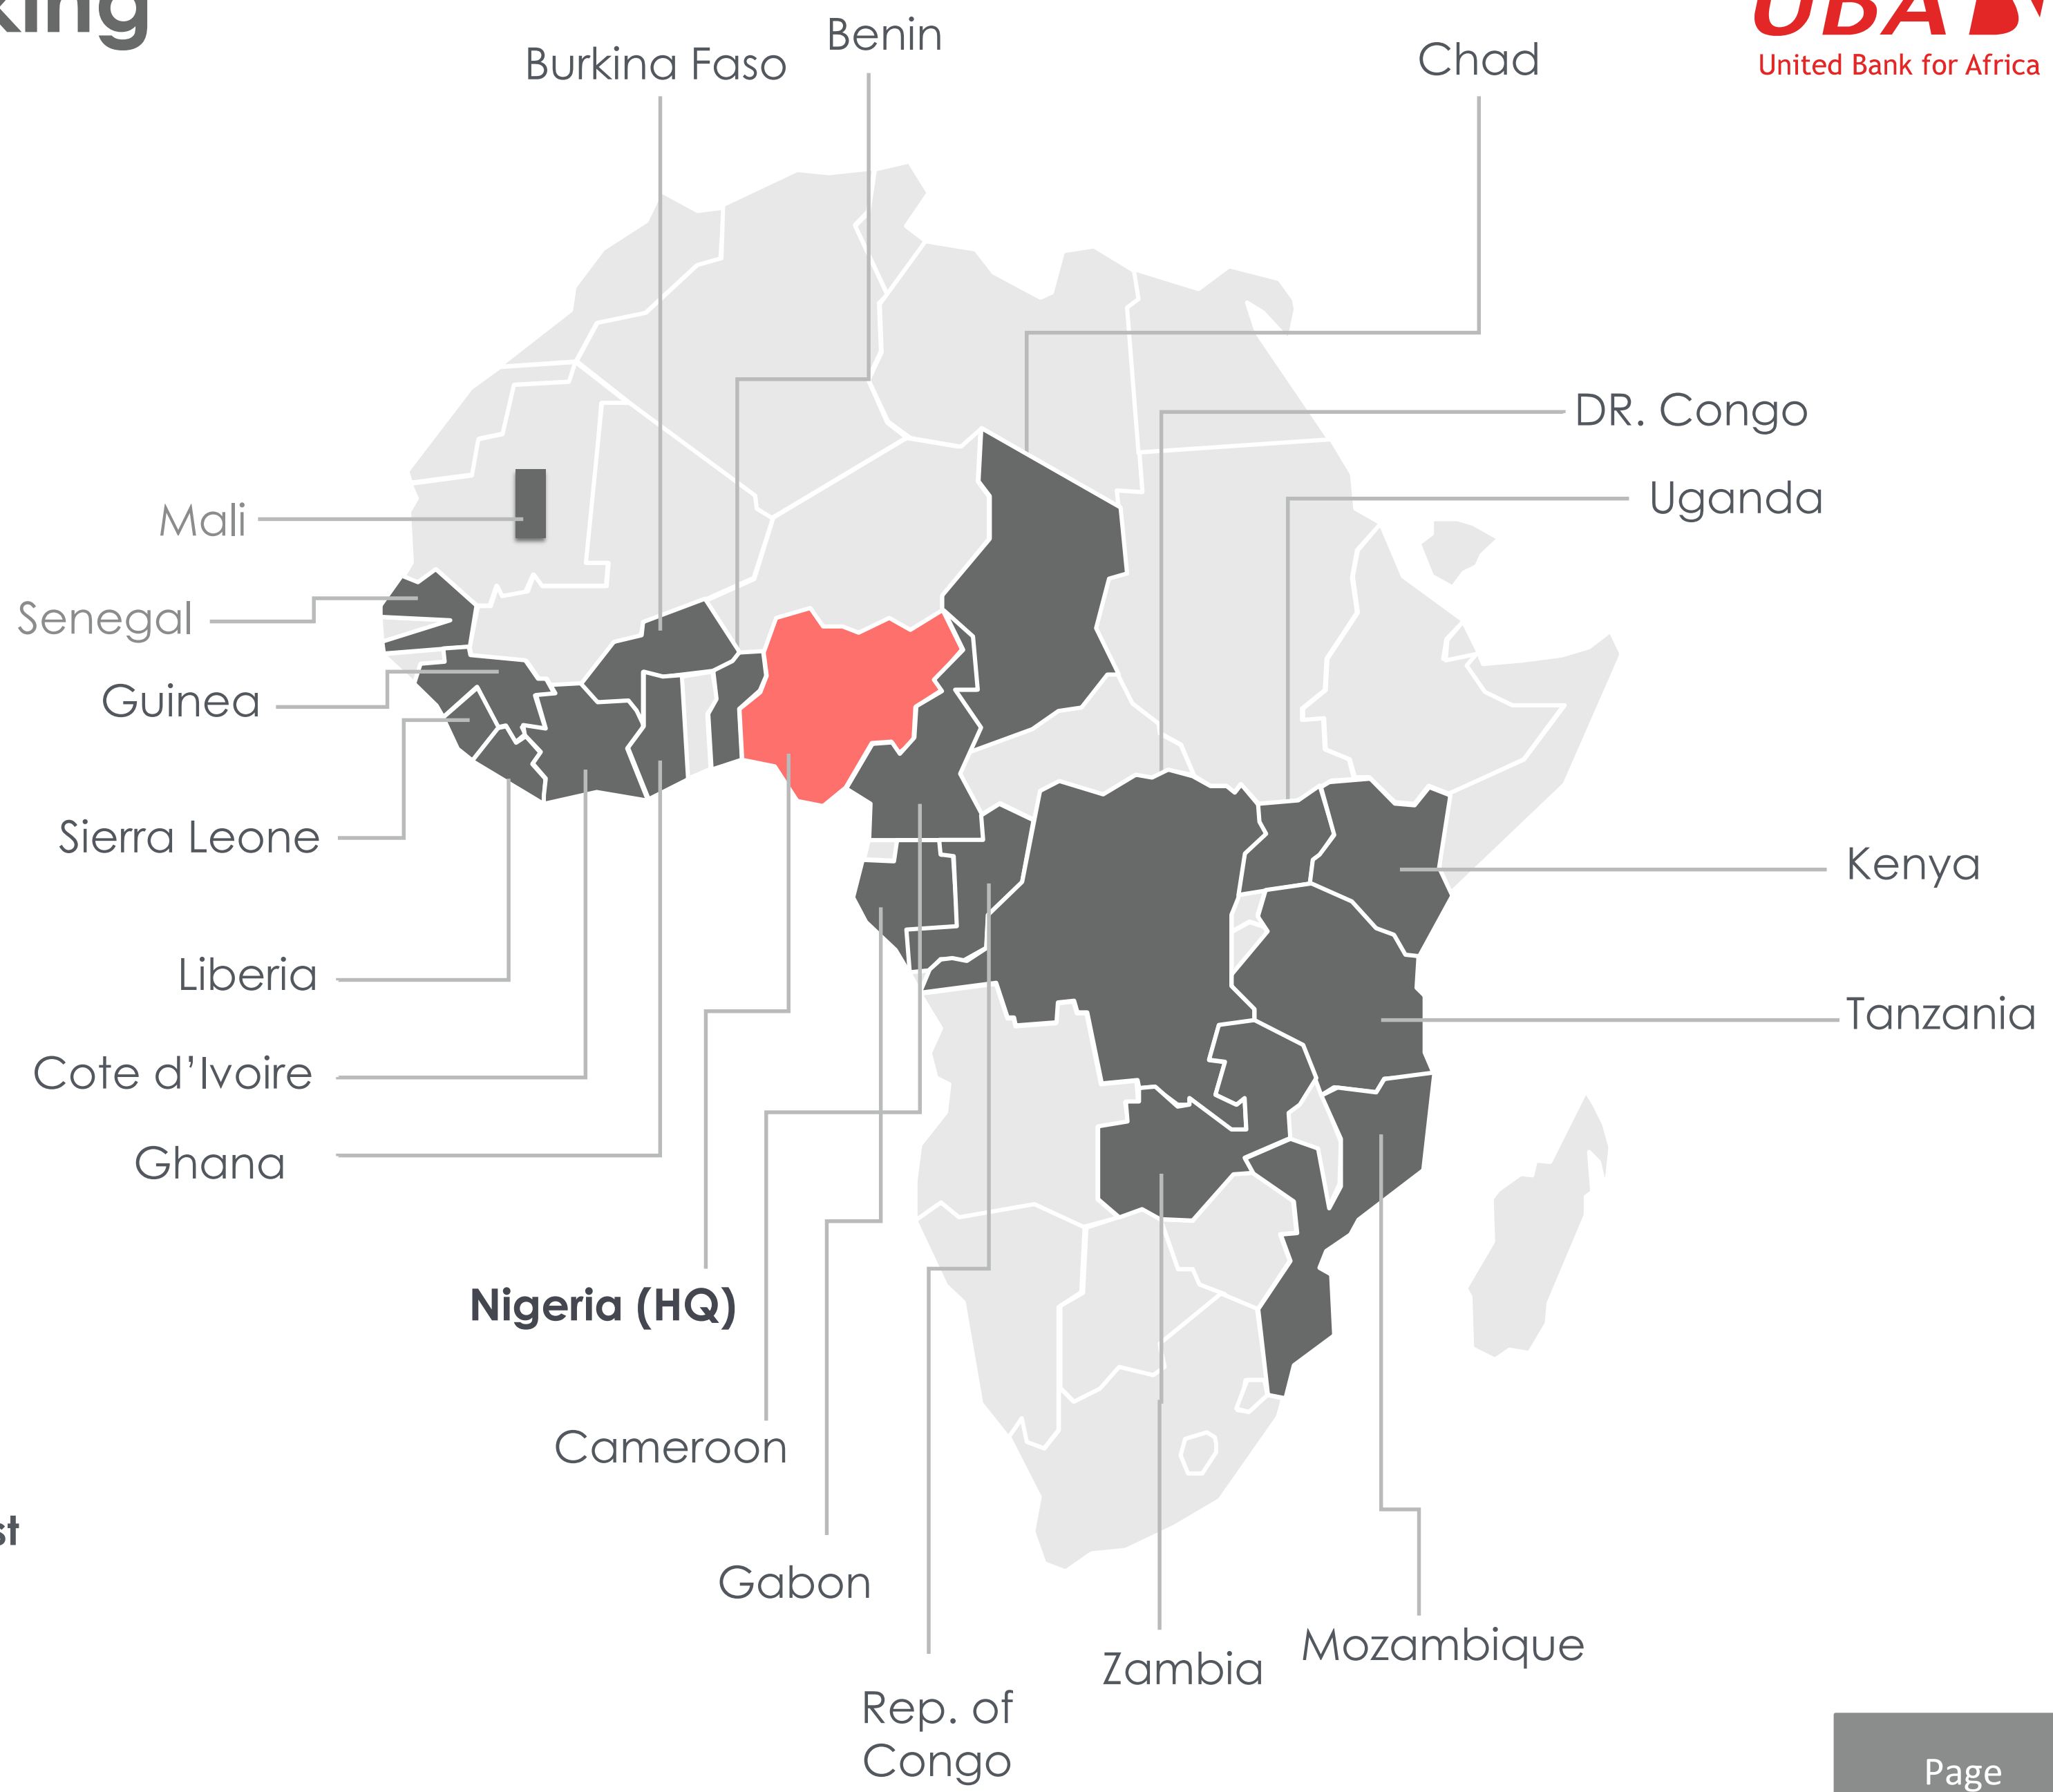 UBA
United Bank for Africa
Benin
Burkina Faso
Chad
DR. Congo
Uganda
Mali
Senegal
Guinea
Sierra Leone
Kenya
Liberia
Tanzania
Cote d’Ivoire
Ghana
Nigeria (HQ)
Cameroon
Gabon
Mozambique
Zambia
Rep. of
Congo
Page